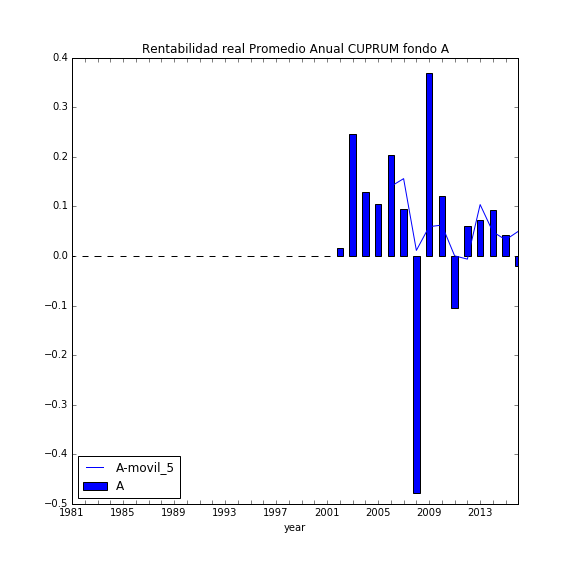 Rentabilidad real Promedio Anual CUPRUM fondo A
0.4
0.3
0.2
0.1
0.0
−0.1
−0.2
−0.3
−0.4
−0.5
A-movil_5
A
1981 1985 1989 1993 1997 2001 2005 2009 2013
year